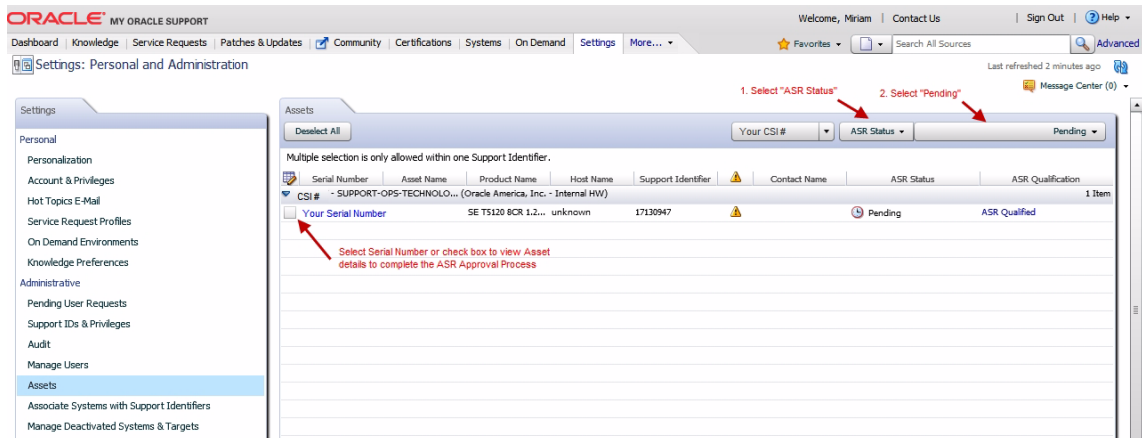 ORACLE MY ORACLE SUPPORT
Welcome, Miriam | Contact Us | Sign Out | Help
Dashboard | Knowledge | Service Requests | Patches & Updates | Community | Certifications | Systems | On Demand Settings More...
Favorites Search All Sources Advanced
Settings: Personal and Administration
Last refreshed 2 minutes ago
Message Center (0)
1. Select "ASR Status"
2. Select "Pending"
Settings
Personal
Personalization
Account & Privileges
Hot Topics E-Mail
Service Request Profiles
On Demand Environments
Knowledge Preferences
Administrative
Pending User Requests
Support IDs & Privileges
Audit
Manage Users
Assets
Associate Systems with Support Identifiers
Manage Deactivated Systems & Targets
Assets
Deselect All Your CSI# ASR Status Pending
Multiple selection is only allowed within one Support Identifier.
Serial Number Asset Name Product Name Host Name Support Identifier Contact Name ASR Status ASR Qualification
CSI # - SUPPORT-OPS-TECHNOLO... (Oracle America, Inc. - Internal HW) 1 Item
Your Serial Number SE T5120 8CR 1.2... unknown 17130947 Pending ASR Qualified
Select Serial Number or check box to view Asset
details to complete the ASR Approval Process